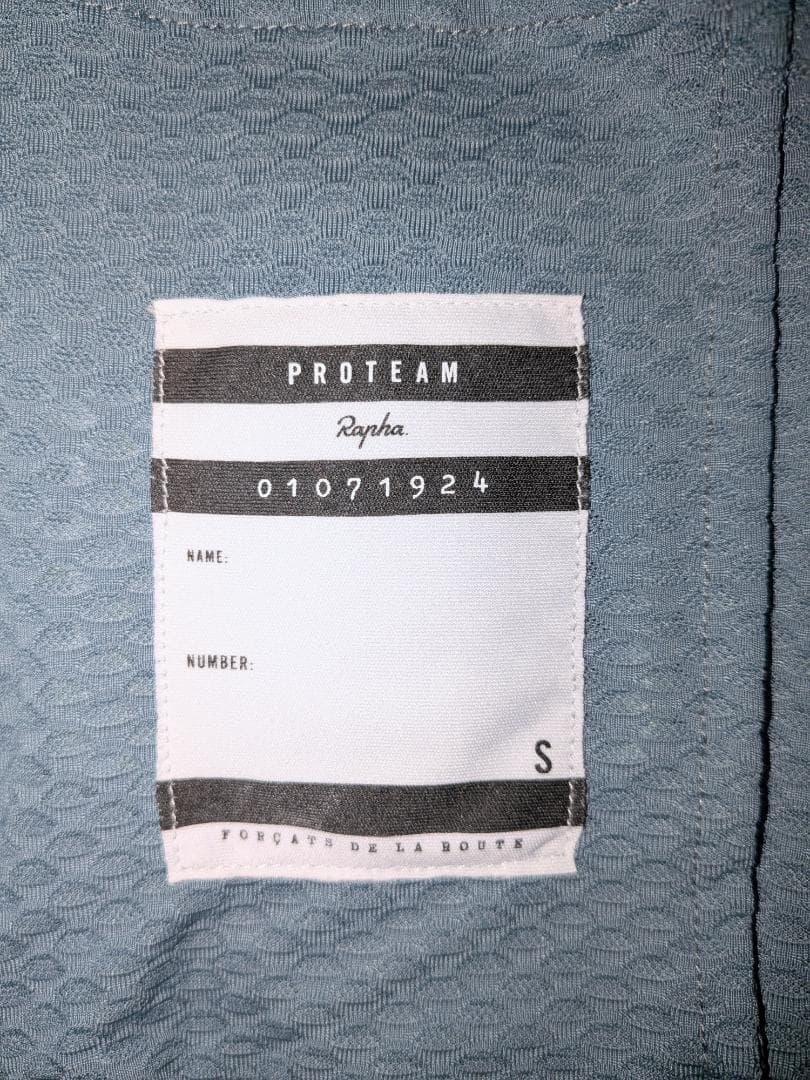 PROTEAM
Rapha.
01071924
NAME:
NUMBER:
S
FORÇATS DE LA ROUTE